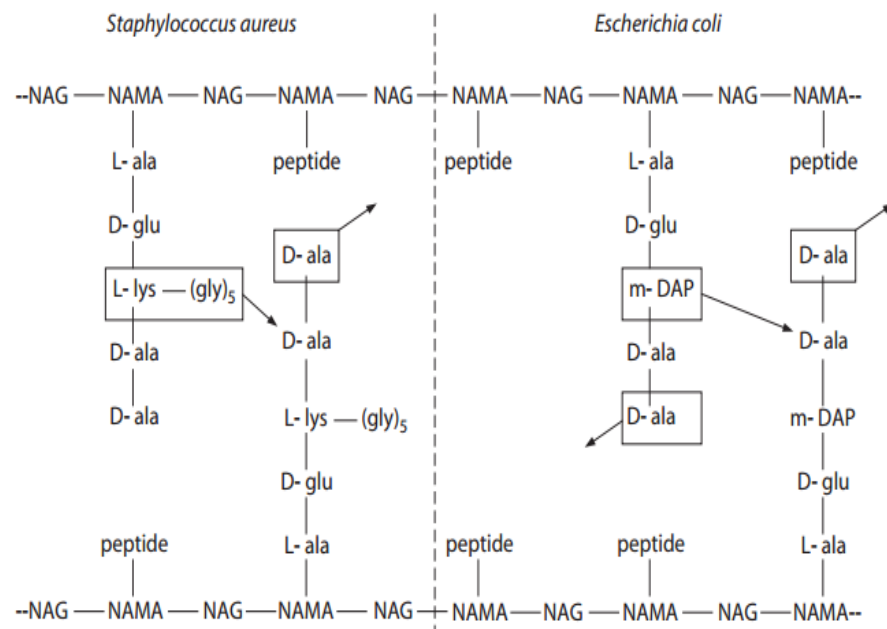 Staphylococcus aureus Escherichia coli
--NAG — NAMA — NAG — NAMA — NAG — NAMA — NAG — NAMA — NAG — NAMA--
L- ala peptide peptide L- ala peptide
D- glu D- glu
D- ala D- ala
L- lys — (gly)5 m- DAP
D- ala D- ala
D- ala D- ala
D- ala D- ala
L- lys — (gly)5 m- DAP
D- glu D- glu
peptide L- ala peptide peptide L- ala
--NAG — NAMA — NAG — NAMA — NAG — NAMA — NAG — NAMA — NAG — NAMA--